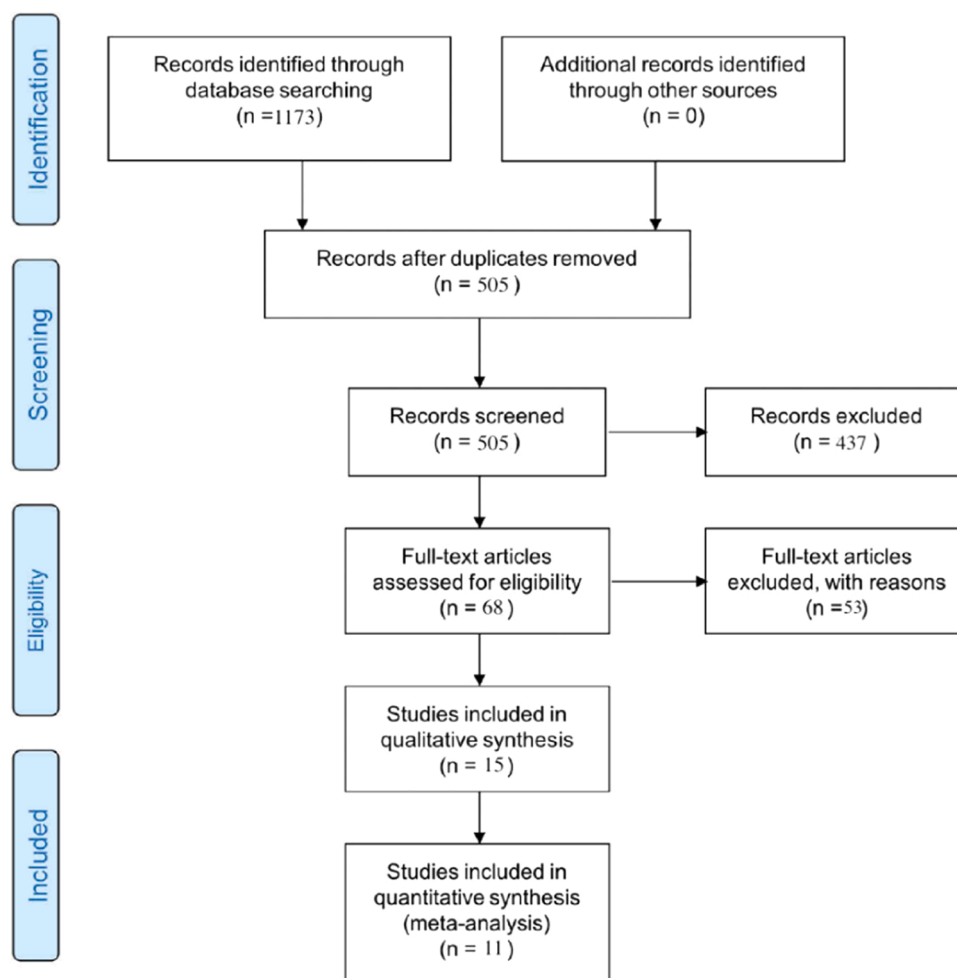 Identification
Records identified through
database searching
(n =1173)
Additional records identified
through other sources
(n = 0)
Records after duplicates removed
(n = 505 )
Screening
Records screened
(n = 505 )
Records excluded
(n = 437 )
Eligibility
Full-text articles
assessed for eligibility
(n = 68 )
Full-text articles
excluded, with reasons
(n =53)
Studies included in
qualitative synthesis
(n = 15 )
Included
Studies included in
quantitative synthesis
(meta-analysis)
(n = 11 )